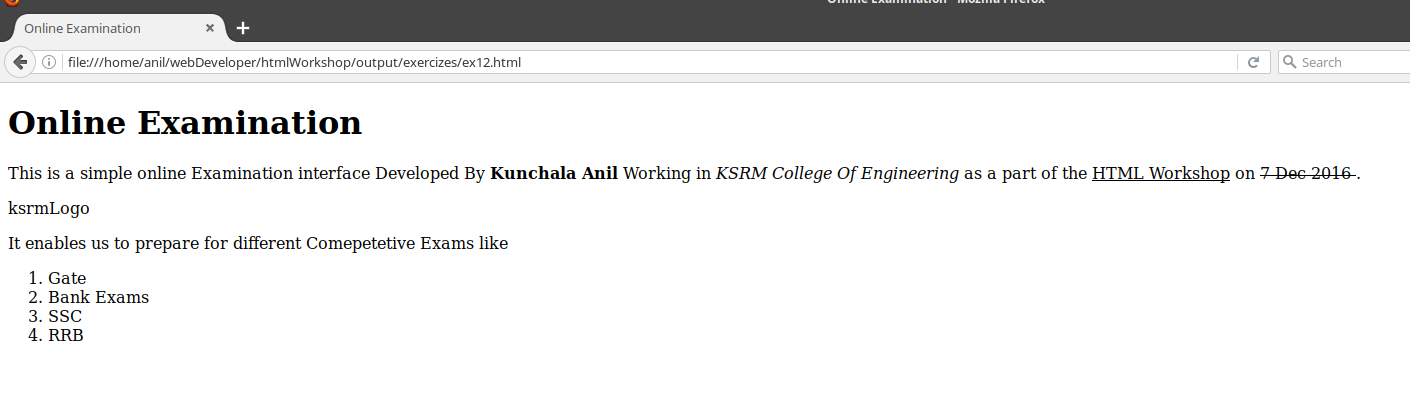 Online Examination - Mozilla Firefox
Online Examination
file:///home/anil/webDeveloper/htmlWorkshop/output/exercizes/ex12.html
Search
Online Examination
This is a simple online Examination interface Developed By Kunchala Anil Working in KSRM College Of Engineering as a part of the HTML Workshop on 7 Dec 2016 .
ksrmLogo
It enables us to prepare for different Comepetetive Exams like
1. Gate
2. Bank Exams
3. SSC
4. RRB